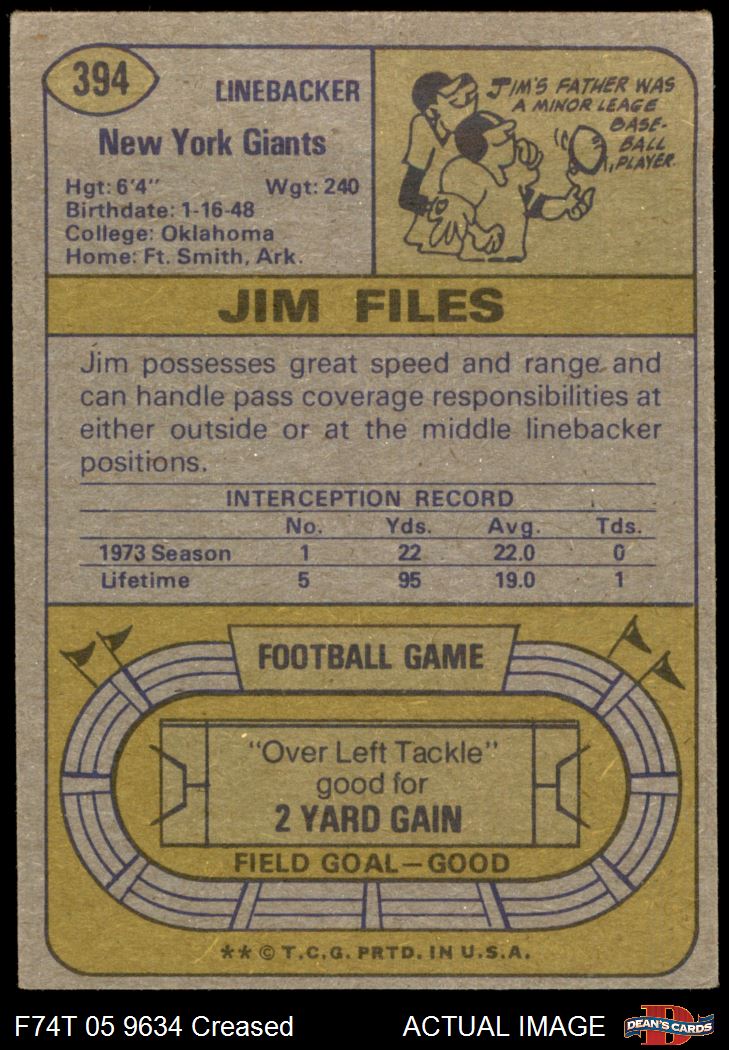 394
LINEBACKER
New York Giants
Hgt: 6'4" Wgt: 240
Birthdate: 1-16-48
College: Oklahoma
Home: Ft. Smith, Ark.
JIM'S FATHER WAS
A MINOR LEAGE
BASE-
BALL
PLAYER.
JIM FILES
Jim possesses great speed and range and
can handle pass coverage responsibilities at
either outside or at the middle linebacker
positions.
INTERCEPTION RECORD
No. Yds. Avg. Tds.
1973 Season 1 22 22.0 0
Lifetime 5 95 19.0 1
FOOTBALL GAME
"Over Left Tackle"
good for
2 YARD GAIN
FIELD GOAL—GOOD
** © T.C.G. PRTD. IN U.S.A.
F74T 05 9634 Creased ACTUAL IMAGE
D
DEAN'S CARDS